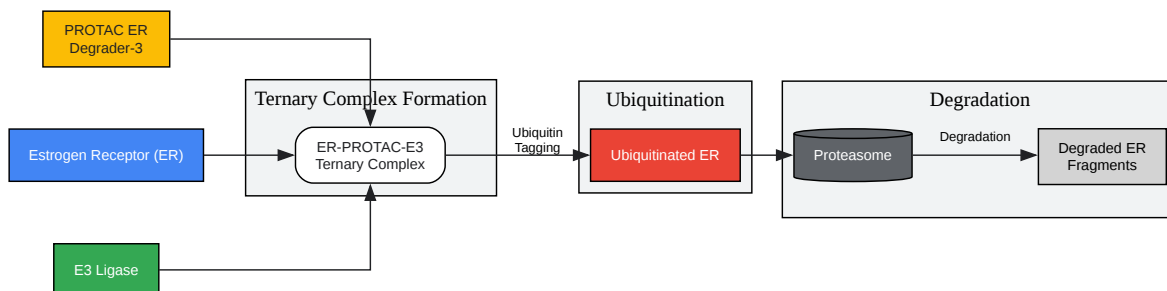 PROTAC ER
Degrader-3
Ternary Complex Formation
Ubiquitination
Degradation
Estrogen Receptor (ER)
ER-PROTAC-E3
Ternary Complex
Ubiquitin
Tagging
Ubiquitinated ER
Proteasome
Degradation
Degraded ER
Fragments
E3 Ligase